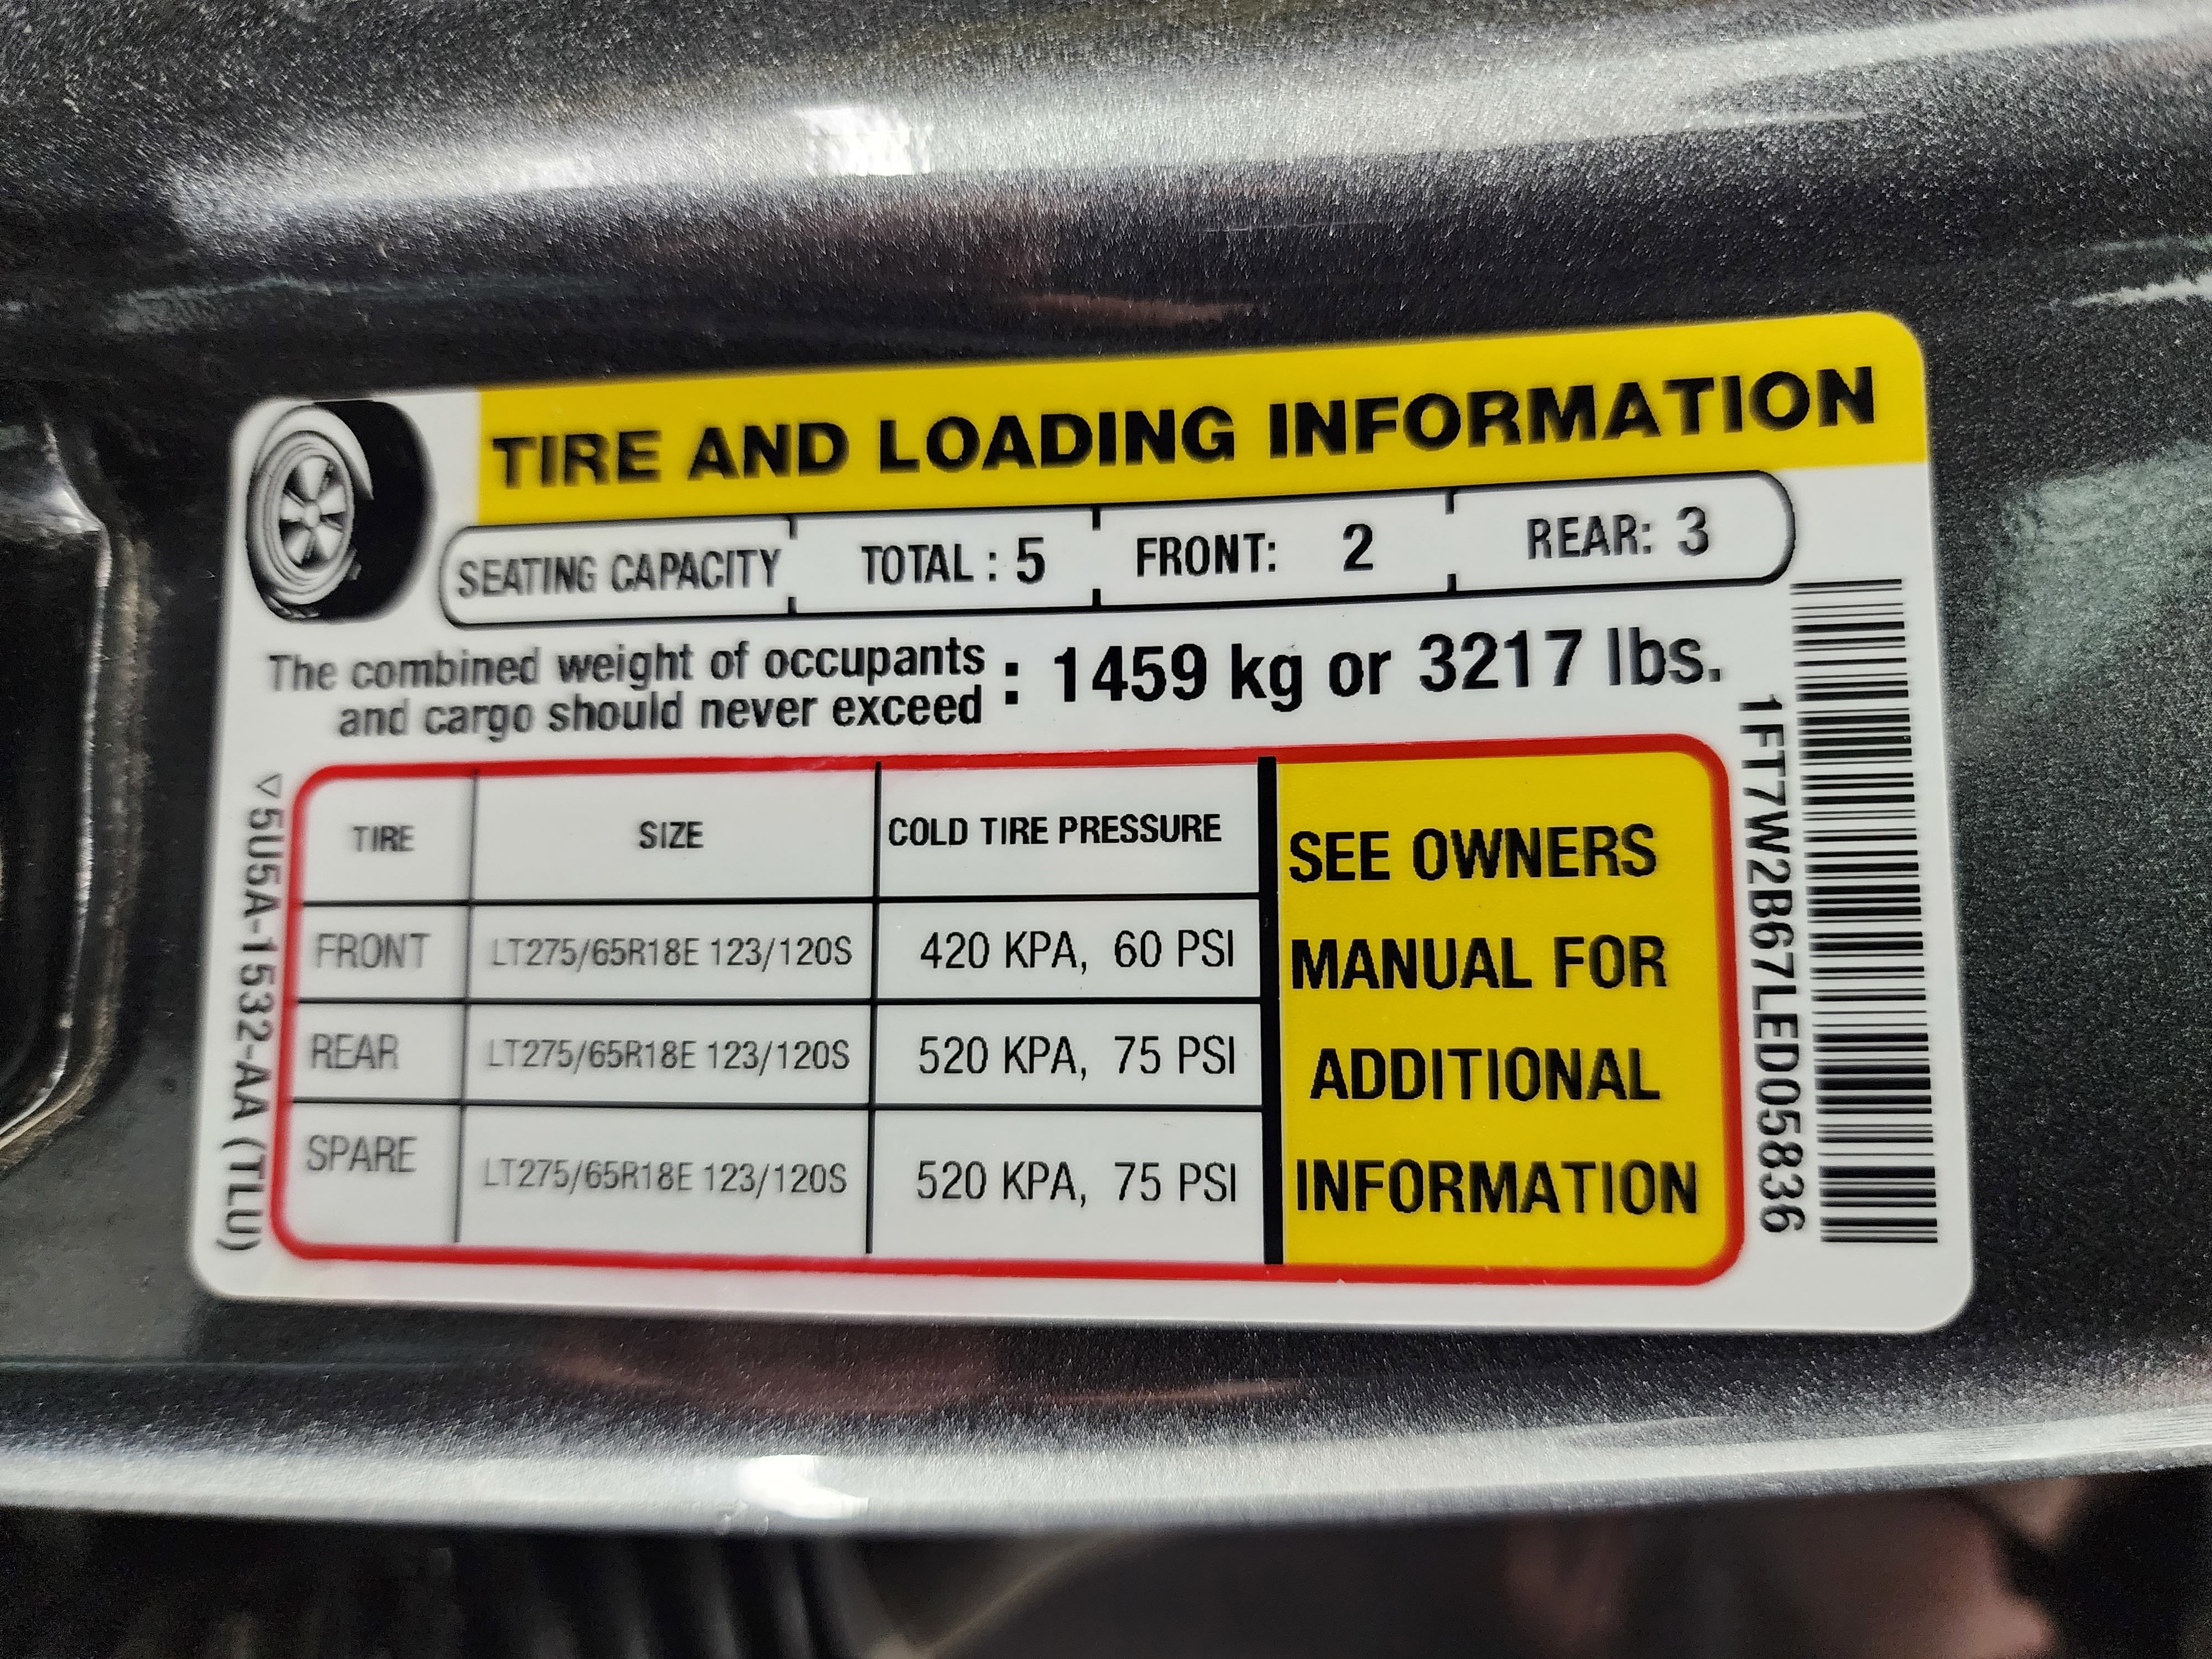 TIRE AND LOADING INFORMATION
SEATING CAPACITY TOTAL : 5 FRONT: 2 REAR: 3
The combined weight of occupants
and cargo should never exceed : 1459 kg or 3217 lbs.
TIRE SIZE COLD TIRE PRESSURE
FRONT LT275/65R18E 123/120S 420 KPA, 60 PSI
REAR LT275/65R18E 123/120S 520 KPA, 75 PSI
SPARE LT275/65R18E 123/120S 520 KPA, 75 PSI
SEE OWNERS
MANUAL FOR
ADDITIONAL
INFORMATION
5U5A-1532-AA (TLU)
1FT7W2B67LED05836